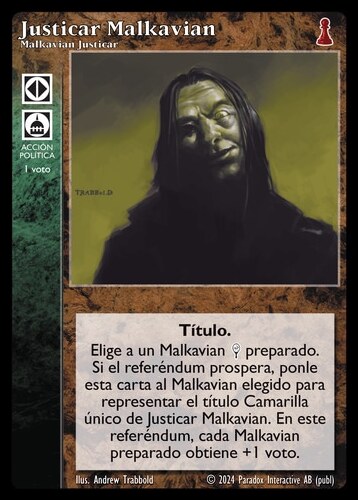 Justicar Malkavian
Malkavian Justicar
ACCIÓN
POLÍTICA
1 voto
TRABBOLD
Título.
Elige a un Malkavian preparado.
Si el referéndum prospera, ponle
esta carta al Malkavian elegido para
representar el título Camarilla
único de Justicar Malkavian. En este
referéndum, cada Malkavian
preparado obtiene +1 voto.
Ilus. Andrew Trabbold
© 2024 Paradox Interactive AB (publ)